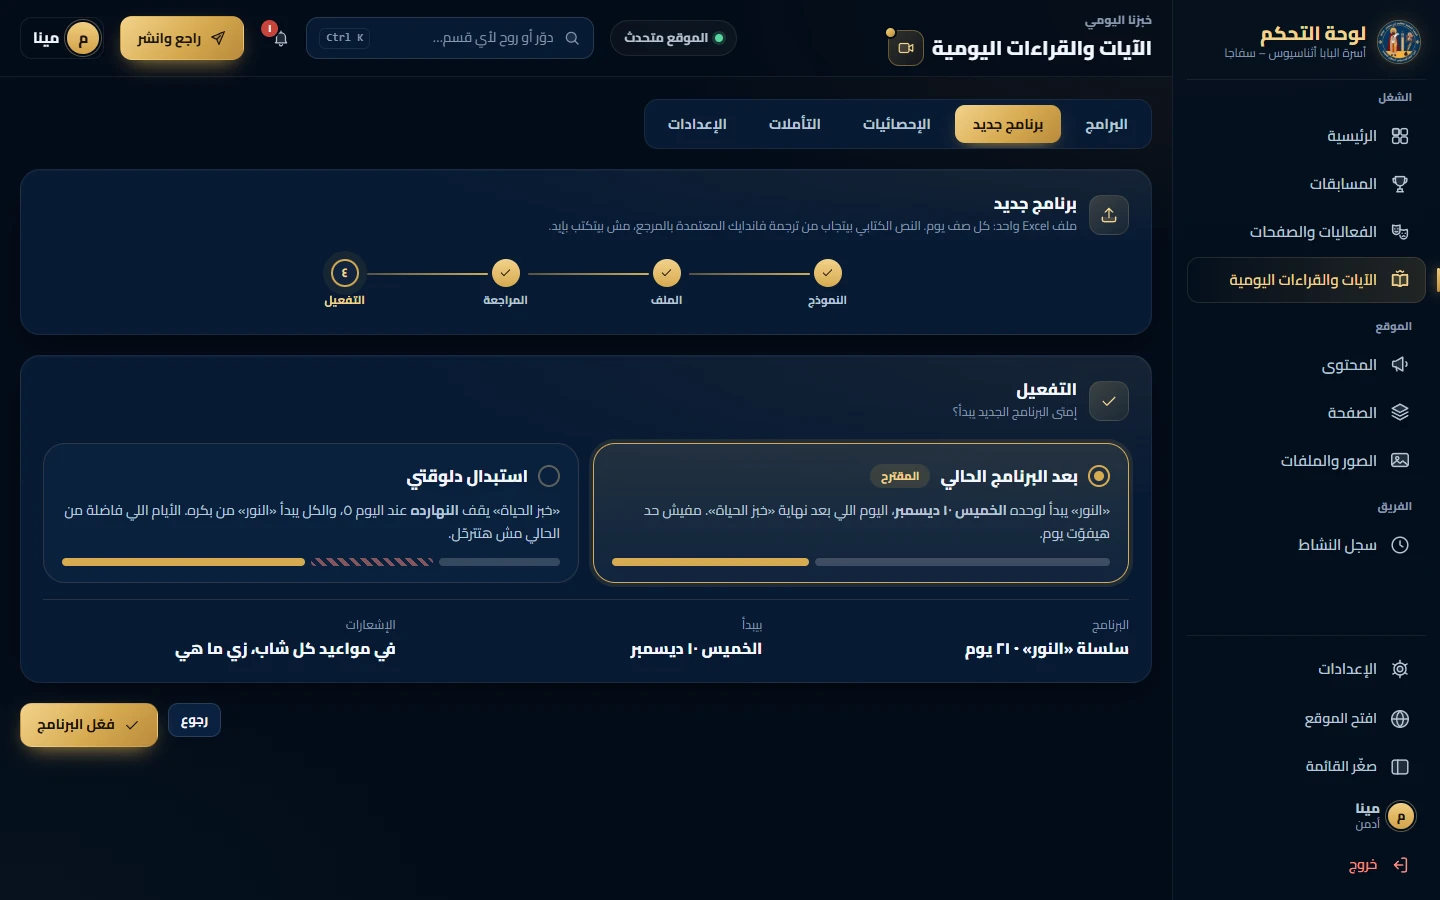 لوحة التحكم
أسرة البابا أثناسيوس – سفاجا
الشغل
الرئيسية
المسابقات
الفعاليات والصفحات
الآيات والقراءات اليومية
الموقع
المحتوى
الصفحة
الصور والملفات
الفريق
سجل النشاط
الإعدادات
افتح الموقع
صغّر القائمة
م
مينا
أدمن
خروج
خبزنا اليومي
الآيات والقراءات اليومية
الموقع متحدث
دوّر أو روح لأي قسم...
Ctrl K
١
راجع وانشر
م
مينا
البرامج
برنامج جديد
الإحصائيات
التأملات
الإعدادات
برنامج جديد
ملف Excel واحد: كل صف يوم. النص الكتابي بيتجاب من ترجمة فاندايك المعتمدة بالمرجع، مش بيتكتب بإيد.
النموذج
الملف
المراجعة
٤
التفعيل
التفعيل
إمتى البرنامج الجديد يبدأ؟
بعد البرنامج الحالي
المقترح
«النور» يبدأ لوحده الخميس ١٠ ديسمبر، اليوم اللي بعد نهاية «خبز الحياة». مفيش حد
هيفوّت يوم.
استبدال دلوقتي
«خبز الحياة» يقف النهارده عند اليوم ٥، والكل يبدأ «النور» من بكره. الأيام اللي فاضلة من
الحالي مش هتترحّل.
البرنامج
سلسلة «النور» · ٢١ يوم
بيبدأ
الخميس ١٠ ديسمبر
الإشعارات
في مواعيد كل شاب، زي ما هي
رجوع
فعّل البرنامج